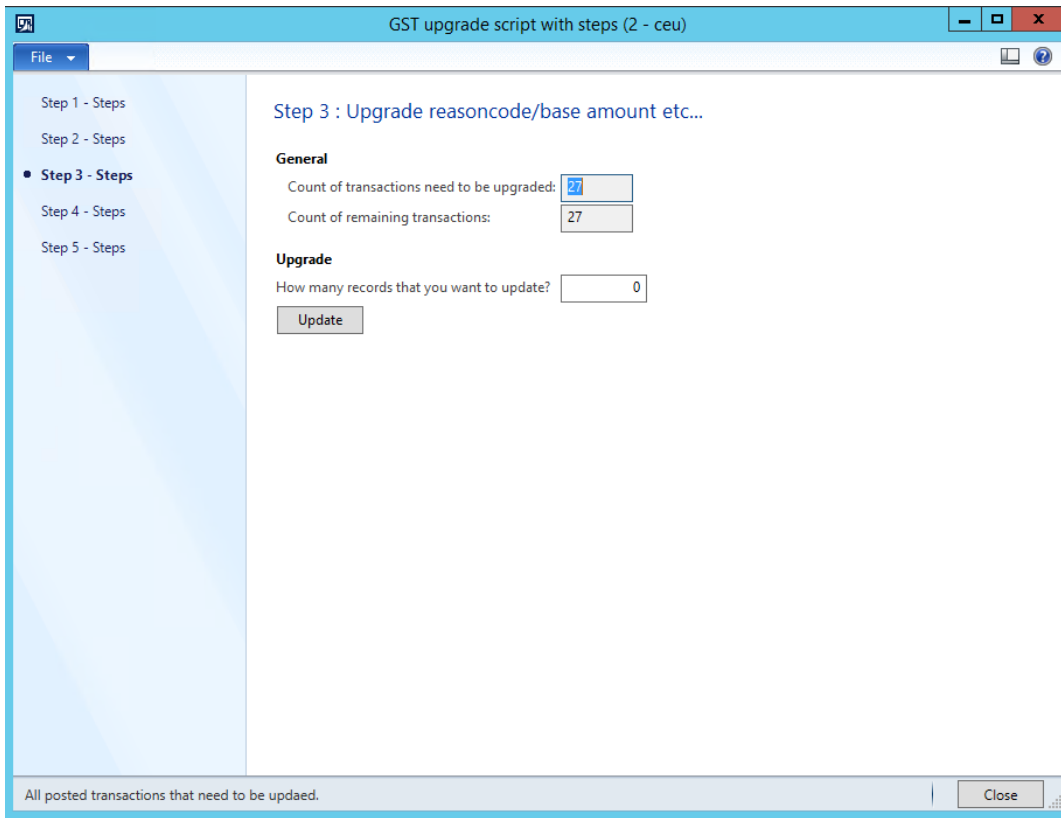 GST upgrade script with steps (2 - ceu)
File
Step 1 - Steps
Step 2 - Steps
Step 3 - Steps
Step 4 - Steps
Step 5 - Steps
Step 3 : Upgrade reasoncode/base amount etc...
General
Count of transactions need to be upgraded: 27
Count of remaining transactions: 27
Upgrade
How many records that you want to update? 0
Update
All posted transactions that need to be updaed.
Close